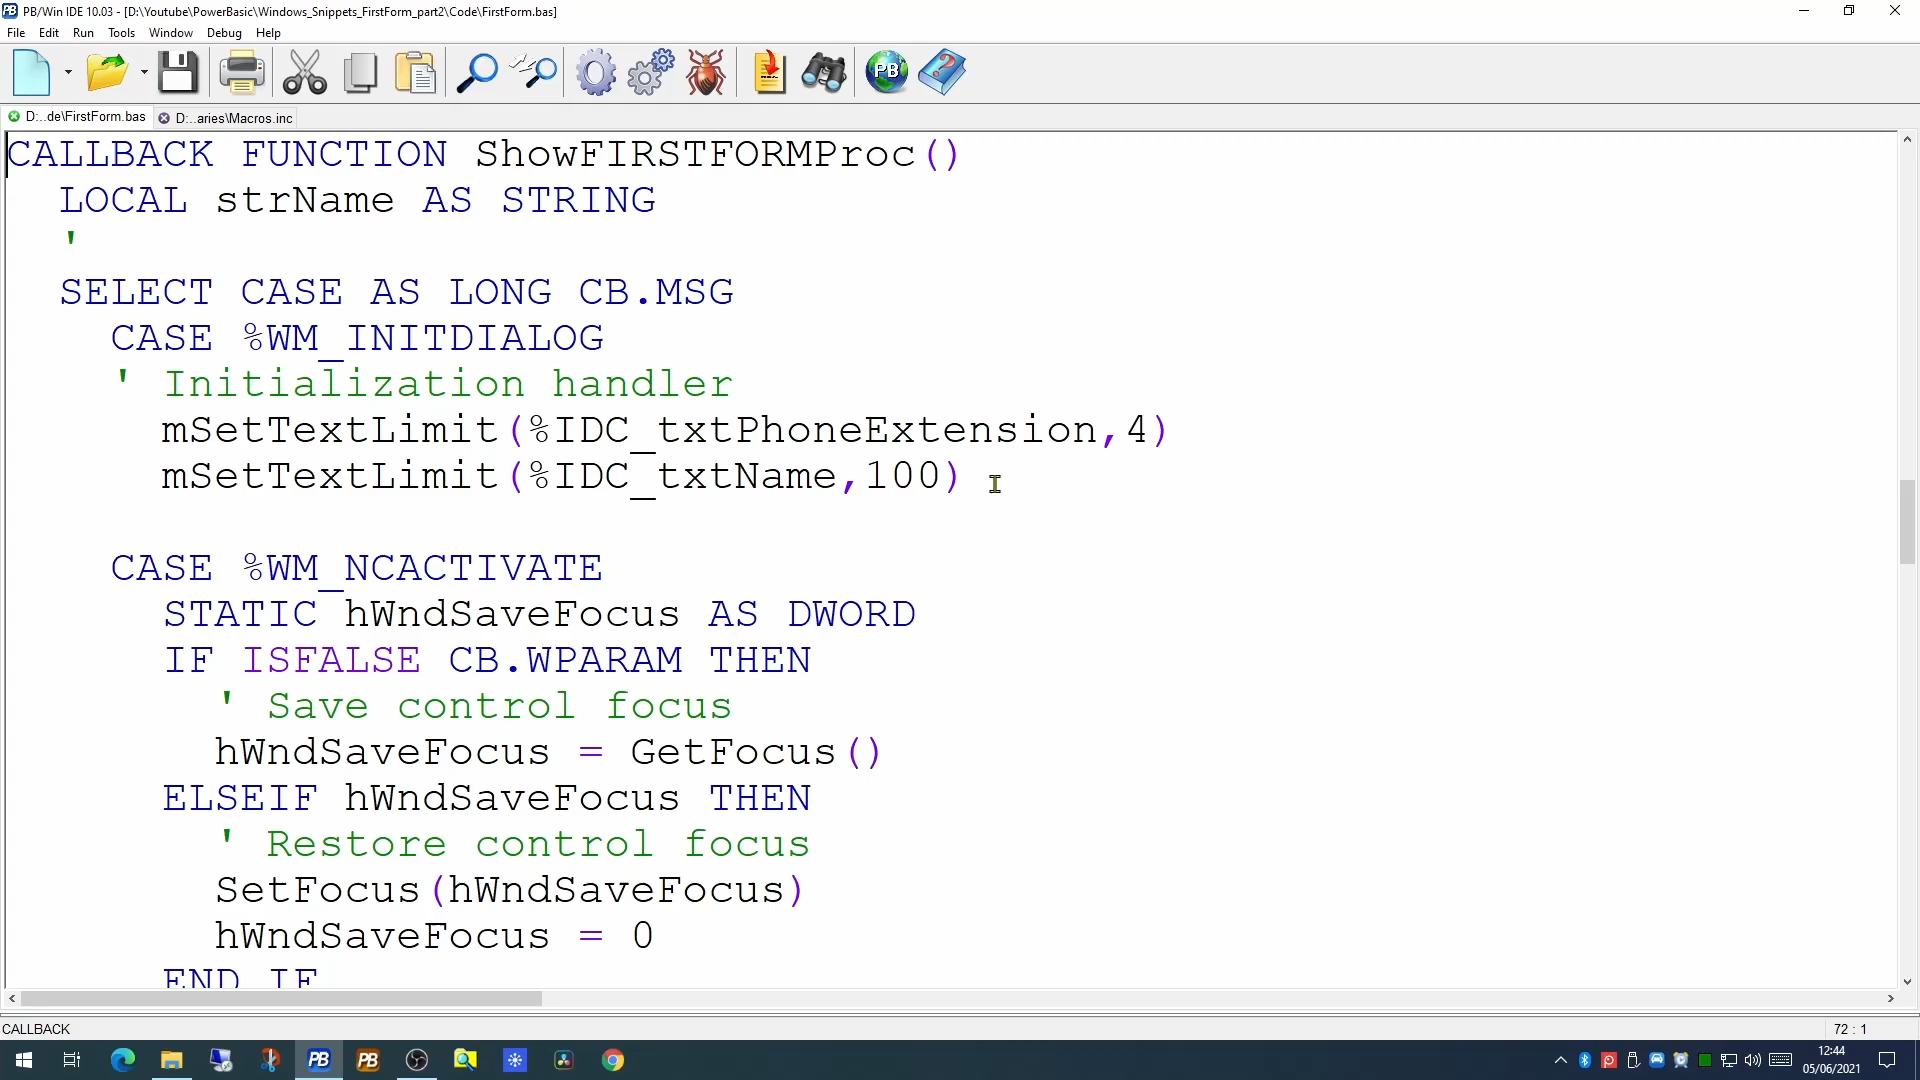 PB/Win IDE 10.03 - [D:\Youtube\PowerBasic\Windows_Snippets_FirstForm_part2\Code\FirstForm.bas]
File Edit Run Tools Window Debug Help
PB
D:..de\FirstForm.bas D:..aries\Macros.inc
CALLBACK FUNCTION ShowFIRSTFORMProc()
LOCAL strName AS STRING
'
SELECT CASE AS LONG CB.MSG
CASE %WM_INITDIALOG
' Initialization handler
mSetTextLimit(%IDC_txtPhoneExtension,4)
mSetTextLimit(%IDC_txtName,100)
CASE %WM_NCACTIVATE
STATIC hWndSaveFocus AS DWORD
IF ISFALSE CB.WPARAM THEN
' Save control focus
hWndSaveFocus = GetFocus()
ELSEIF hWndSaveFocus THEN
' Restore control focus
SetFocus(hWndSaveFocus)
hWndSaveFocus = 0
END IF
CALLBACK 72 : 1
PB PB
12:44
05/06/2021